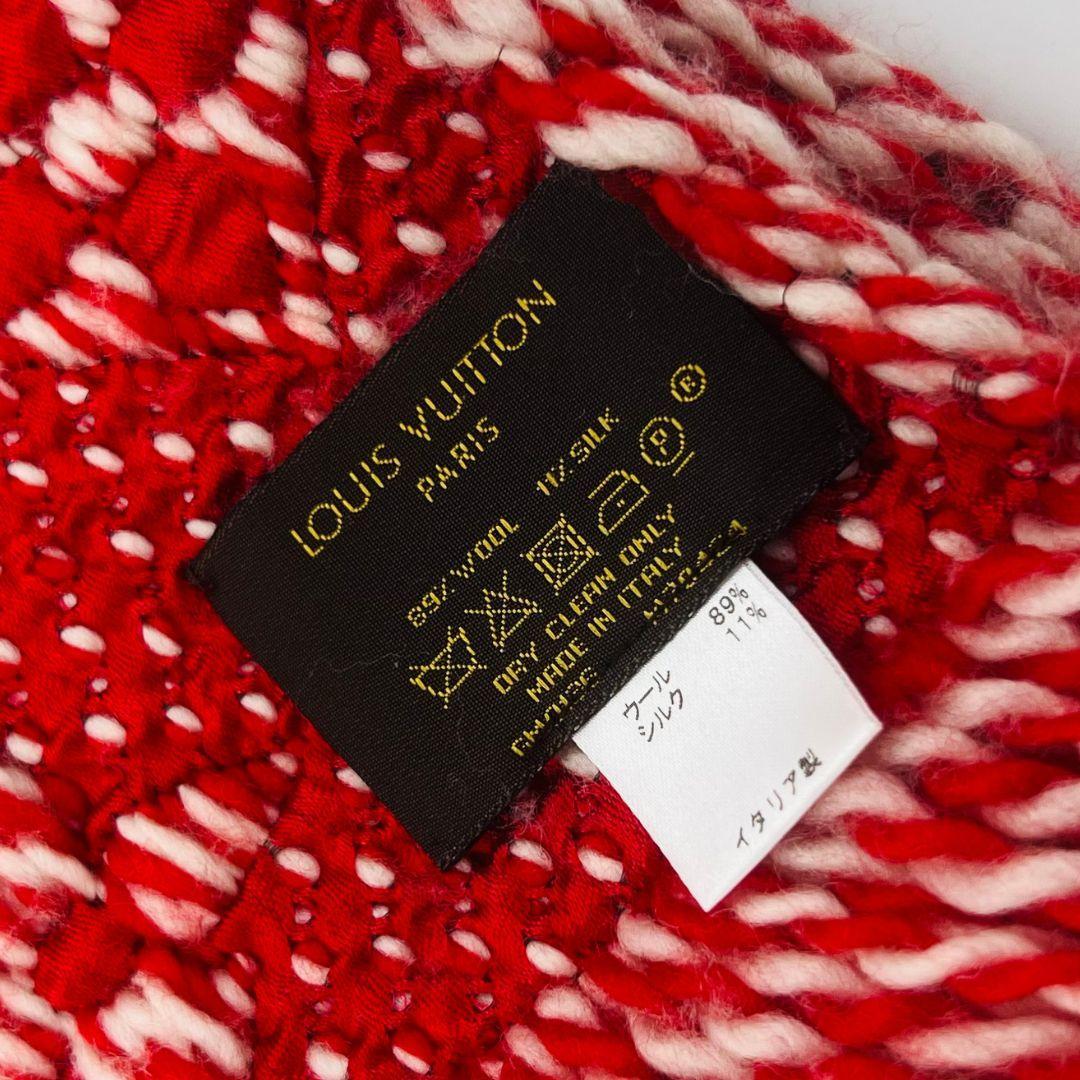 LOUIS VUITTON
PARIS
89% WOOL 11% SILK
P
DRY CLEAN ONLY
MADE IN ITALY
ウール 89%
シルク 11%
イタリア製